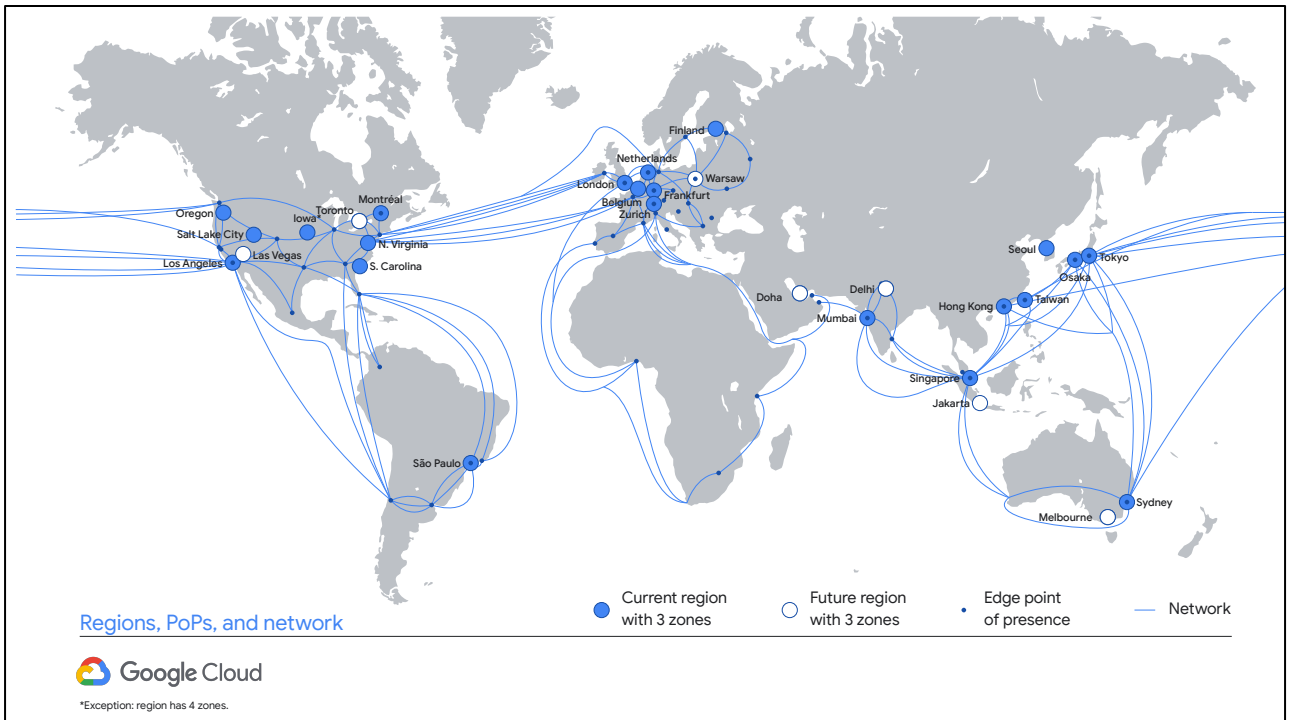 Finland
Netherlands
London
Warsaw
Belgium
Frankfurt
Zurich
Montréal
Toronto
Oregon
Iowa*
Salt Lake City
N. Virginia
Las Vegas
Los Angeles
S. Carolina
Seoul
Tokyo
Osaka
Doha
Delhi
Hong Kong
Taiwan
Mumbai
Singapore
Jakarta
São Paulo
Sydney
Melbourne
Regions, PoPs, and network
Current region
with 3 zones
Future region
with 3 zones
Edge point
of presence
Network
Google Cloud
*Exception: region has 4 zones.